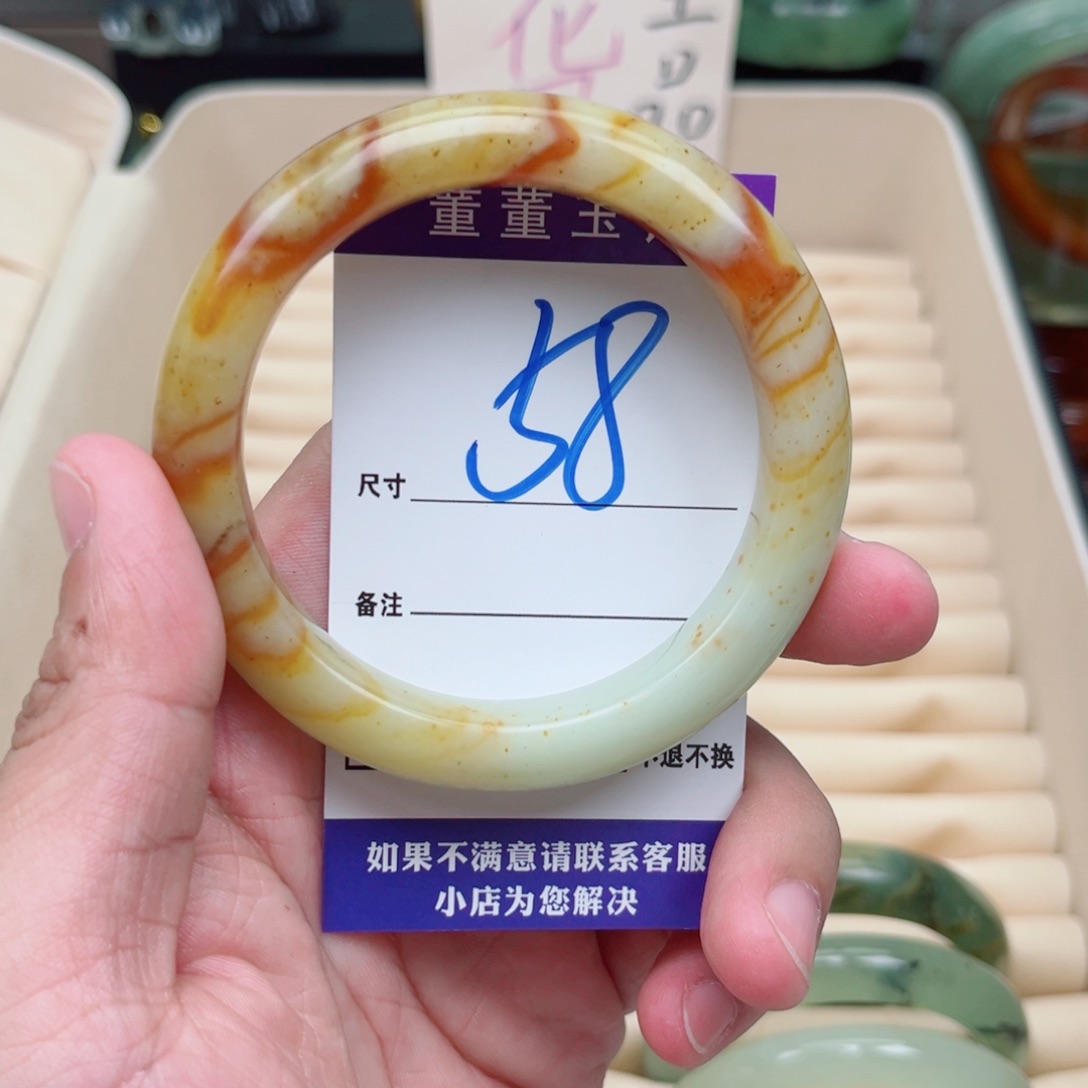 货
董董玉
58
尺寸
备注
不退不换
如果不满意请联系客服
小店为您解决